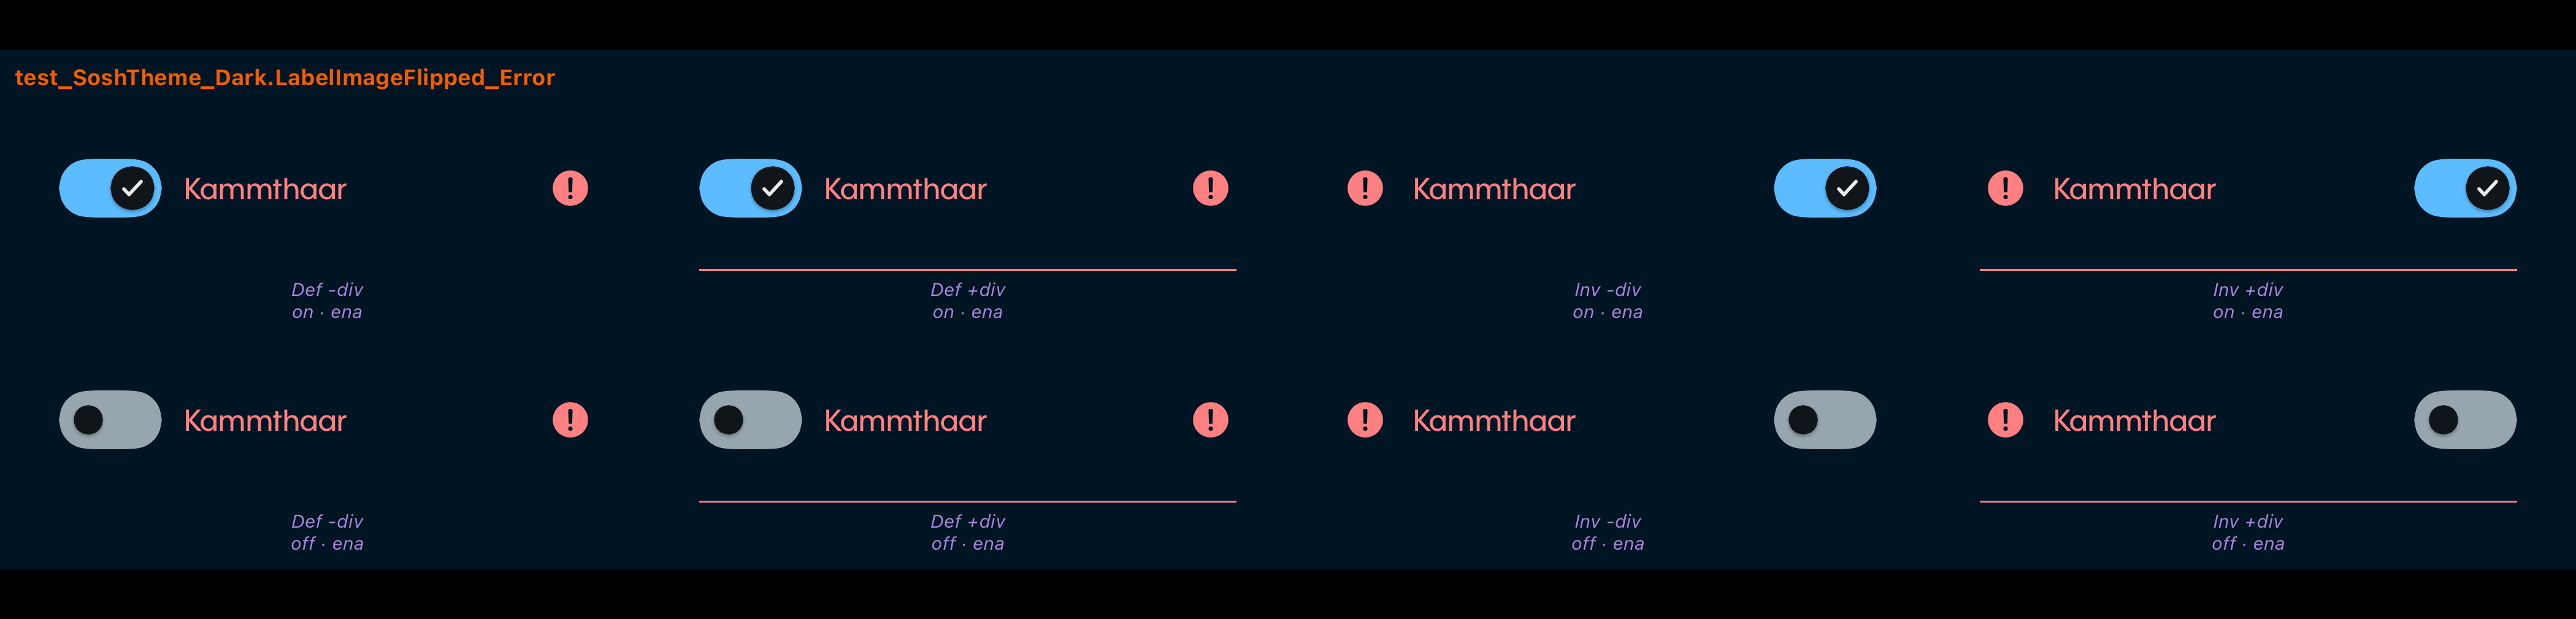 test_SoshTheme_Dark.LabelImageFlipped_Error
Kammthaar
Kammthaar
Kammthaar
Kammthaar
Def -div
on · ena
Def +div
on · ena
Inv -div
on · ena
Inv +div
on · ena
Kammthaar
Kammthaar
Kammthaar
Kammthaar
Def -div
off · ena
Def +div
off · ena
Inv -div
off · ena
Inv +div
off · ena